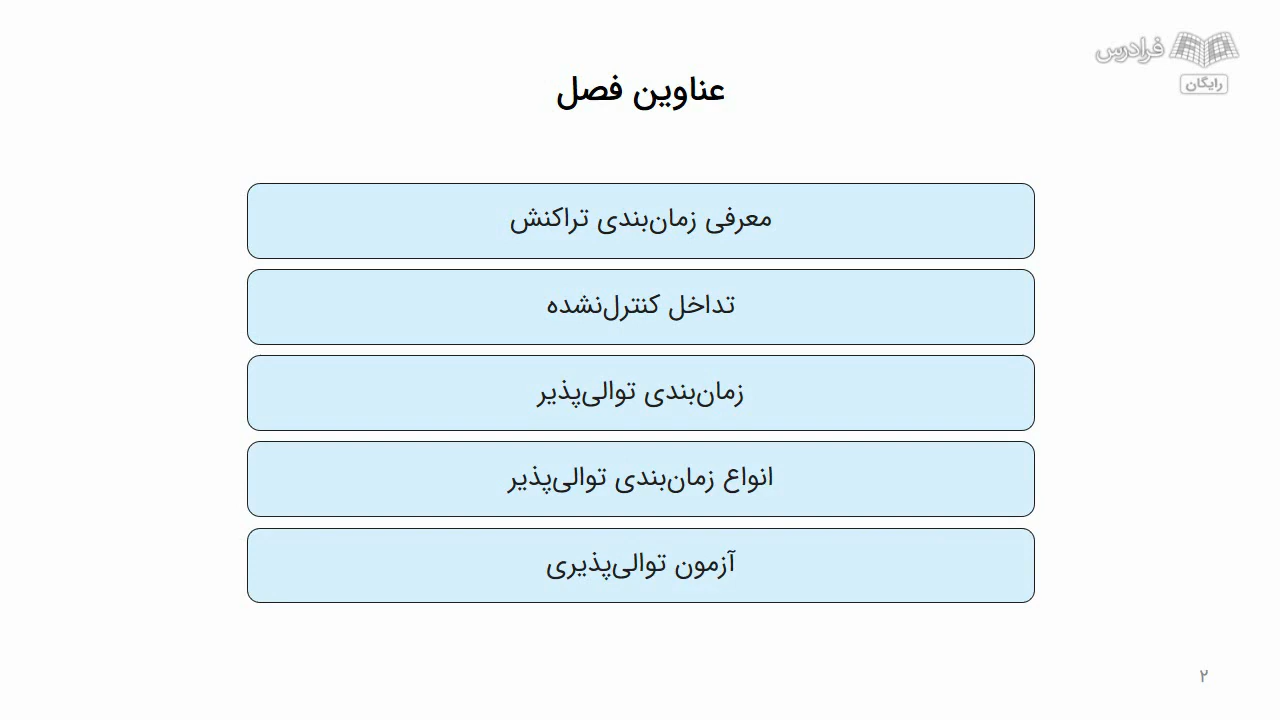 فرادرس
رایگان
عناوین فصل
معرفی زمان‌بندی تراکنش
تداخل کنترل‌نشده
زمان‌بندی توالی‌پذیر
انواع زمان‌بندی توالی‌پذیر
آزمون توالی‌پذیری
۲